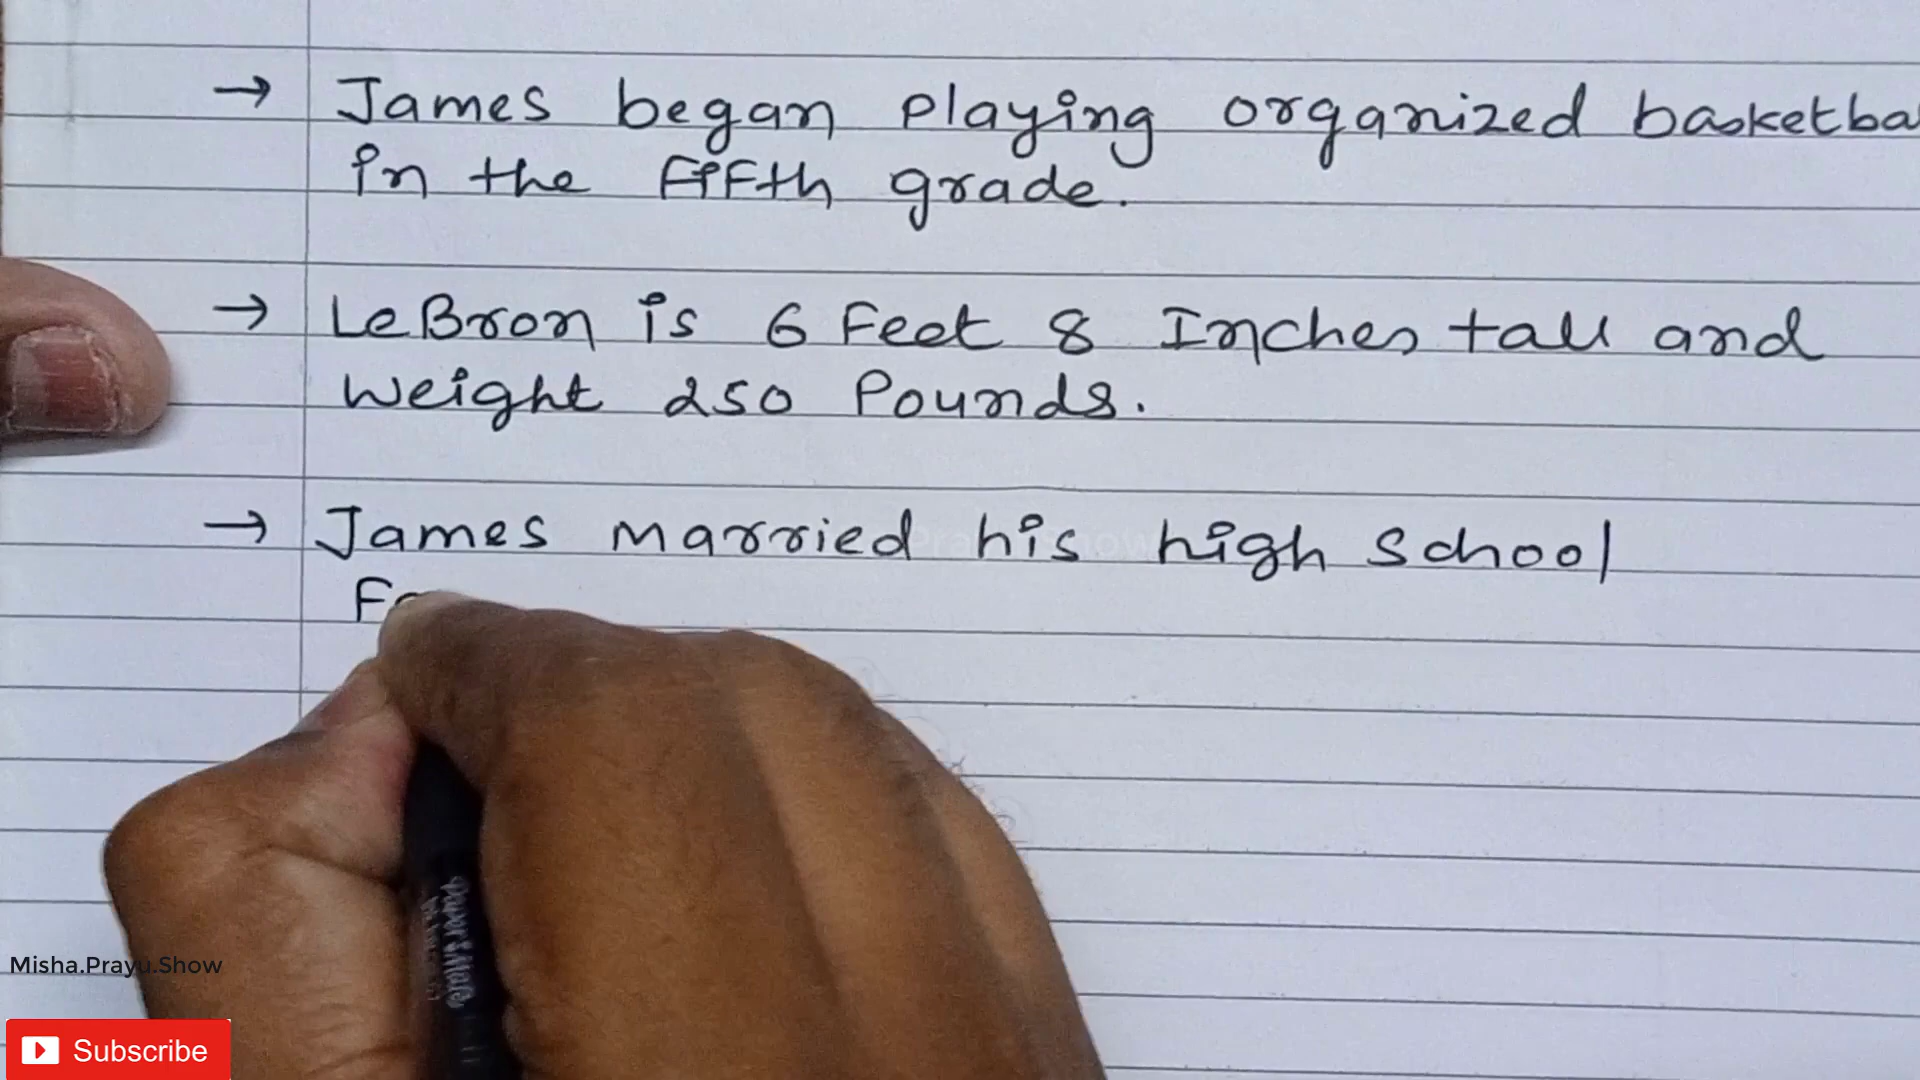 → James began playing organized basketba
in the FiFth grade.
→ LeBron is 6 Feet 8 Inches tall and
Weight 250 Pounds.
→ James married his high school
Misha.Prayu.Show
Subscribe